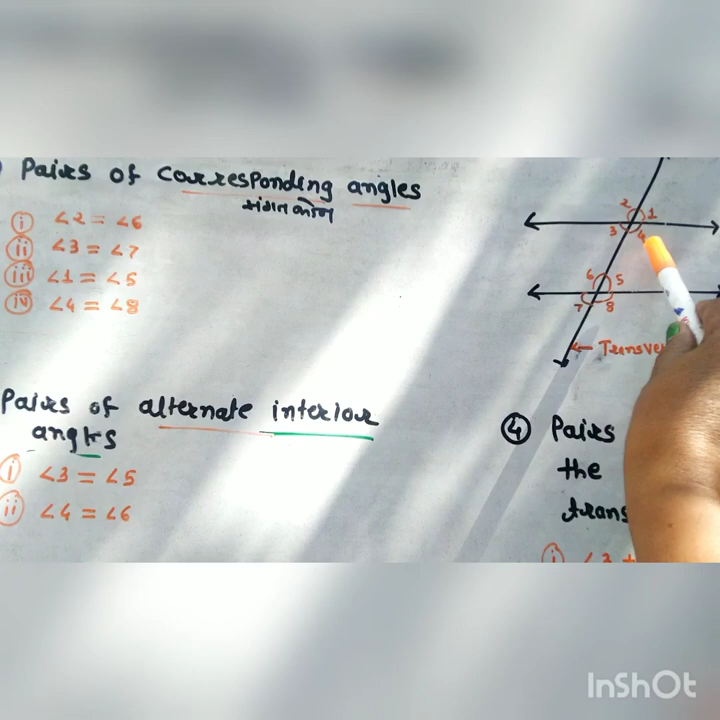 Pairs of corresponding angles
संगत कोण
i ∠2 = ∠6
ii ∠3 = ∠7
iii ∠1 = ∠5
iv ∠4 = ∠8
2 1
3 4
6 5
7 8
← Transve
Pairs of alternate interior
angles
i ∠3 = ∠5
ii ∠4 = ∠6
④ Pairs
the
trans
i ∠3 +
InShOt